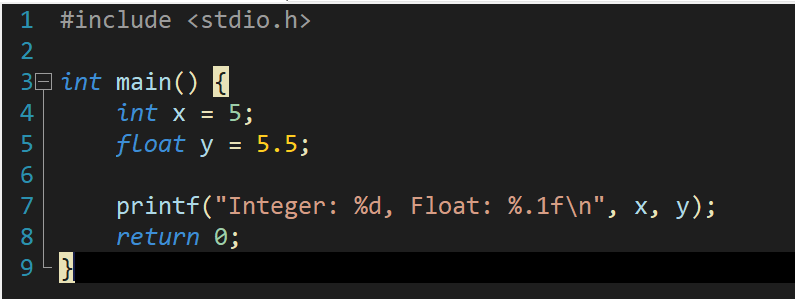 1 #include <stdio.h>
2
3 int main() {
4     int x = 5;
5     float y = 5.5;
6
7     printf("Integer: %d, Float: %.1f\n", x, y);
8     return 0;
9 }